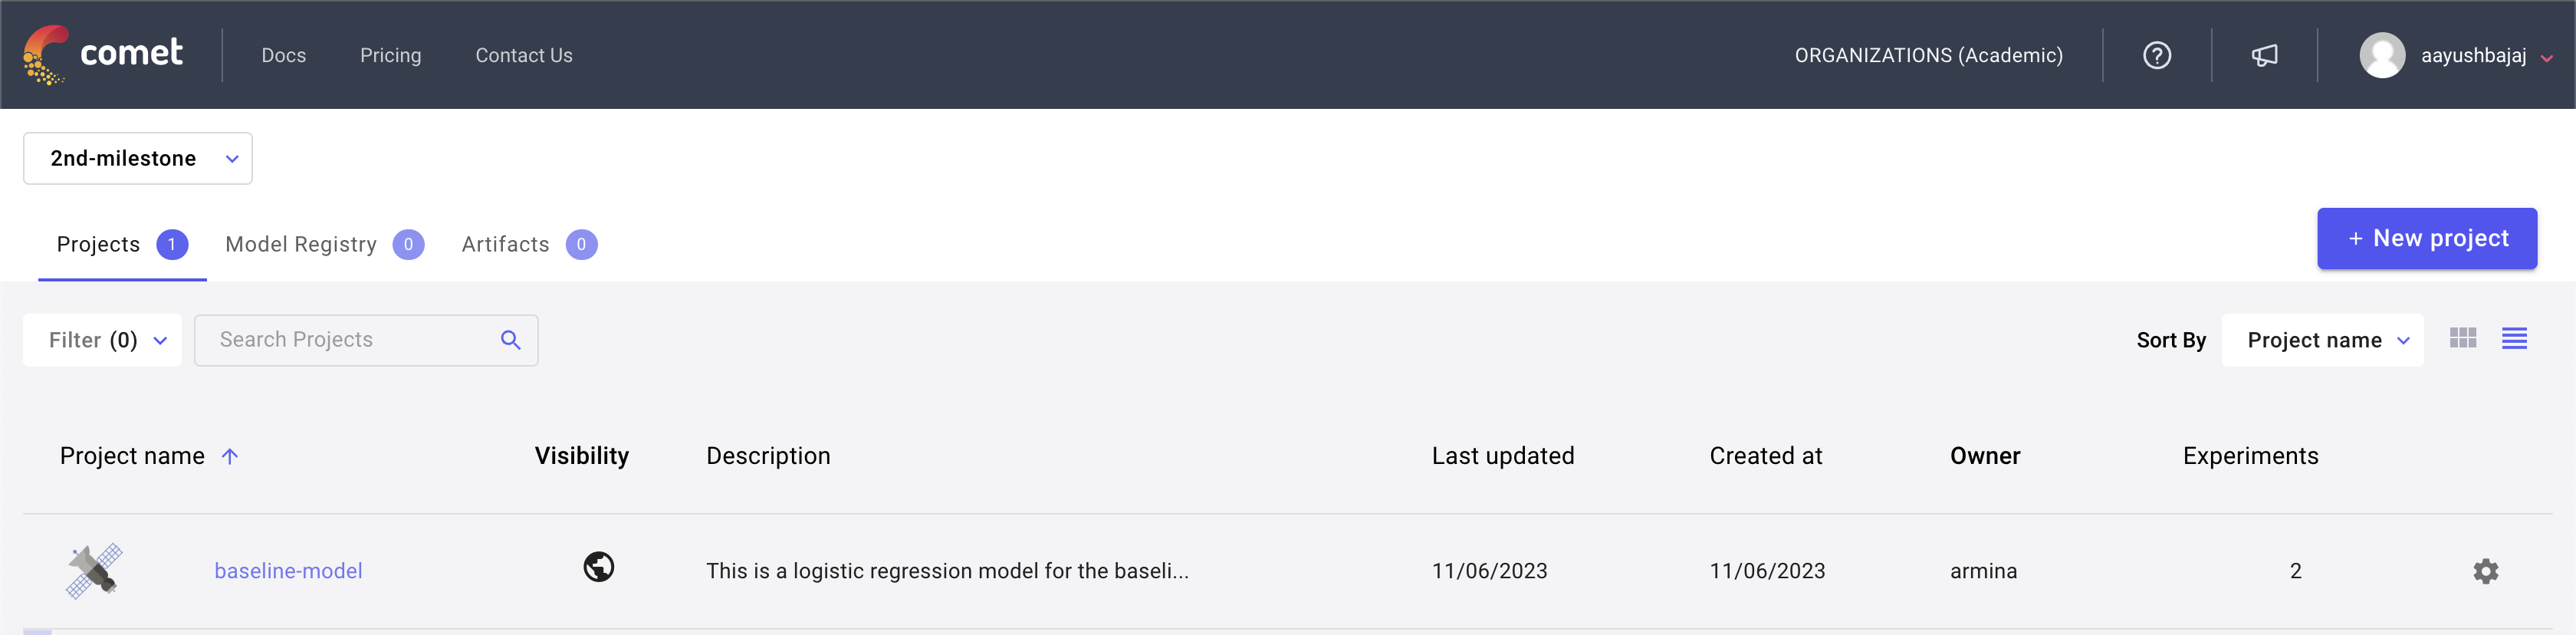 comet Docs Pricing Contact Us ORGANIZATIONS (Academic) aayushbajaj
2nd-milestone
Projects 1 Model Registry 0 Artifacts 0 + New project
Filter (0) Search Projects Sort By Project name
Project name Visibility Description Last updated Created at Owner Experiments
baseline-model This is a logistic regression model for the baseli... 11/06/2023 11/06/2023 armina 2